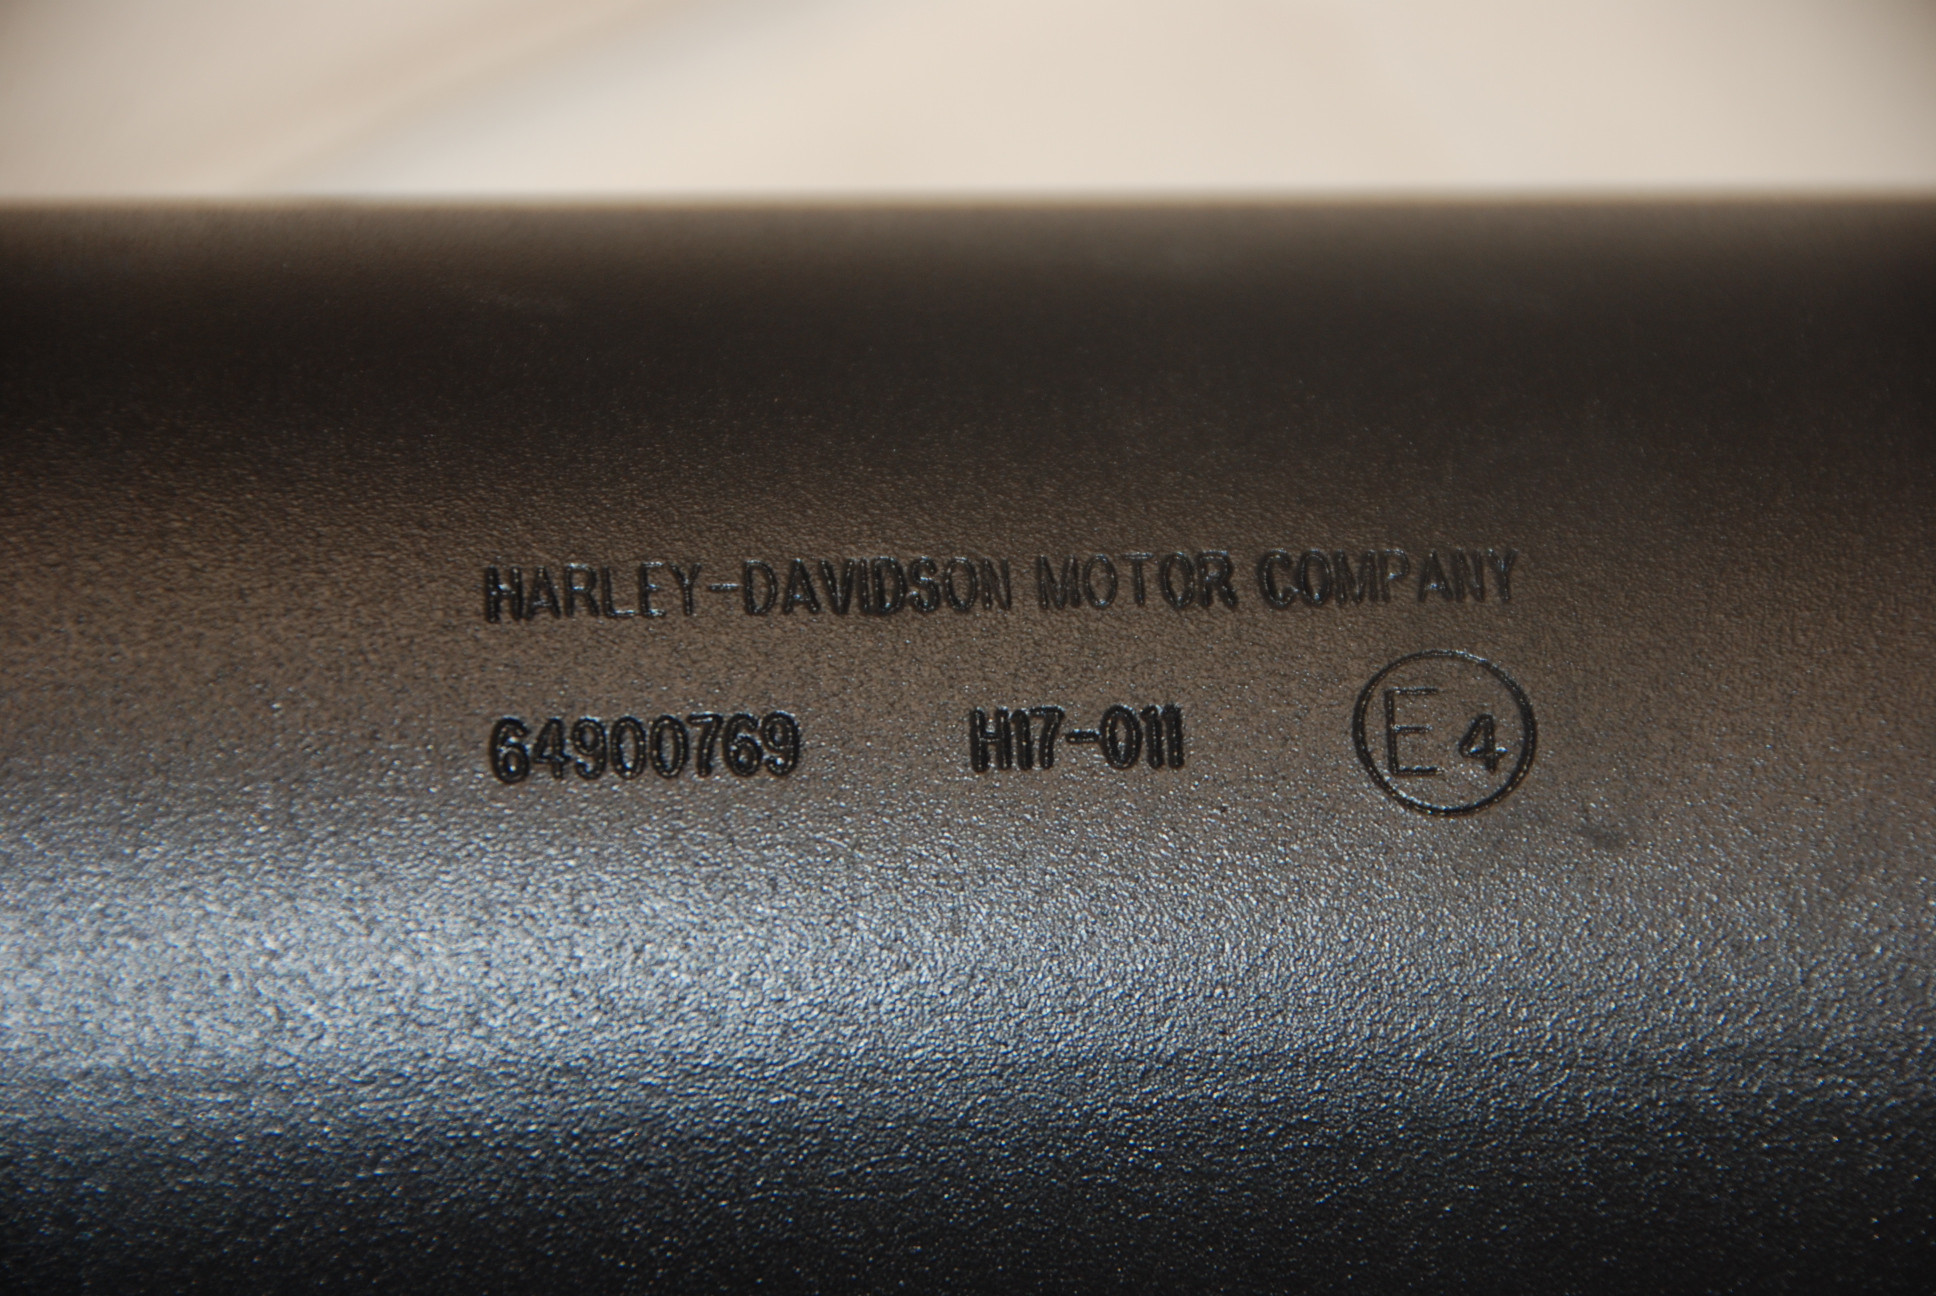 HARLEY-DAVIDSON MOTOR COMPANY
64900769 H17-011 E4